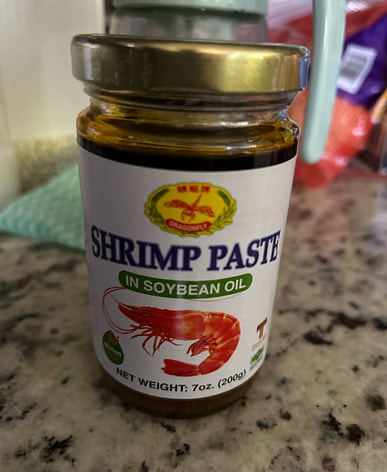 DRAGONFLY
SHRIMP PASTE
IN SOYBEAN OIL
NET WEIGHT: 7oz. (200g)